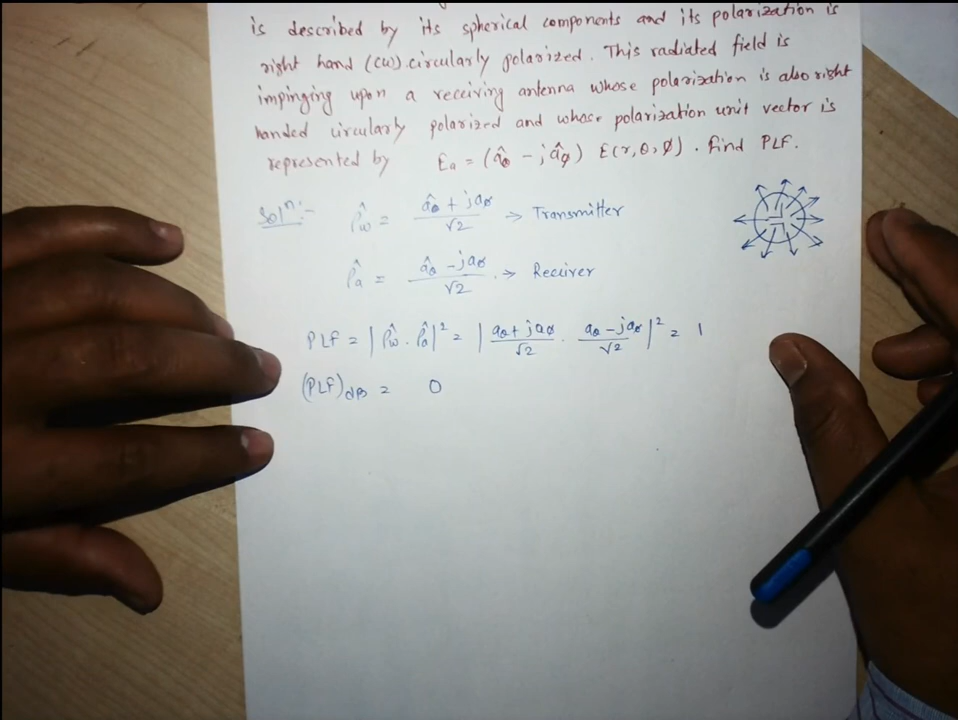 is described by its spherical components and its polarization is
right hand (cw) circularly polarized. This radiated field is
impinging upon a receiving antenna whose polarization is also right
handed circularly polarized and whose polarization unit vector is
represented by Ea = (âθ - jâφ) E(r,θ,φ). find PLF.
Solⁿ:- ρ̂w = (âθ + jaφ)/√2 → Transmitter
ρ̂a = (âθ - jaφ)/√2 → Receiver
PLF = |ρ̂w · ρ̂a|² = |(aθ + jaφ)/√2 · (aθ - jaφ)/√2|² = 1
(PLF)dB = 0